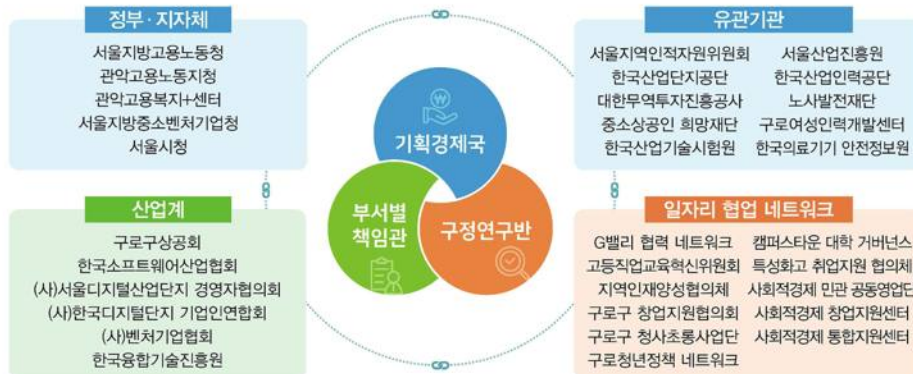 정부·지자체
서울지방고용노동청
관악고용노동지청
관악고용복지+센터
서울지방중소벤처기업청
서울시청
유관기관
서울지역인적자원위원회 서울산업진흥원
한국산업단지공단 한국산업인력공단
대한무역투자진흥공사 노사발전재단
중소상공인 희망재단 구로여성인력개발센터
한국산업기술시험원 한국의료기기 안전정보원
₩
기획경제국
부서별
책임관
구정연구반
산업계
구로구상공회
한국소프트웨어산업협회
(사)서울디지털산업단지 경영자협의회
(사)한국디지털단지 기업인연합회
(사)벤처기업협회
한국융합기술진흥원
일자리 협업 네트워크
G밸리 협력 네트워크 캠퍼스타운 대학 거버넌스
고등직업교육혁신위원회 특성화고 취업지원 협의체
지역인재양성협의체 사회적경제 민관 공동영업단
구로구 창업지원협의회 사회적경제 창업지원센터
구로구 청사초롱사업단 사회적경제 통합지원센터
구로청년정책 네트워크